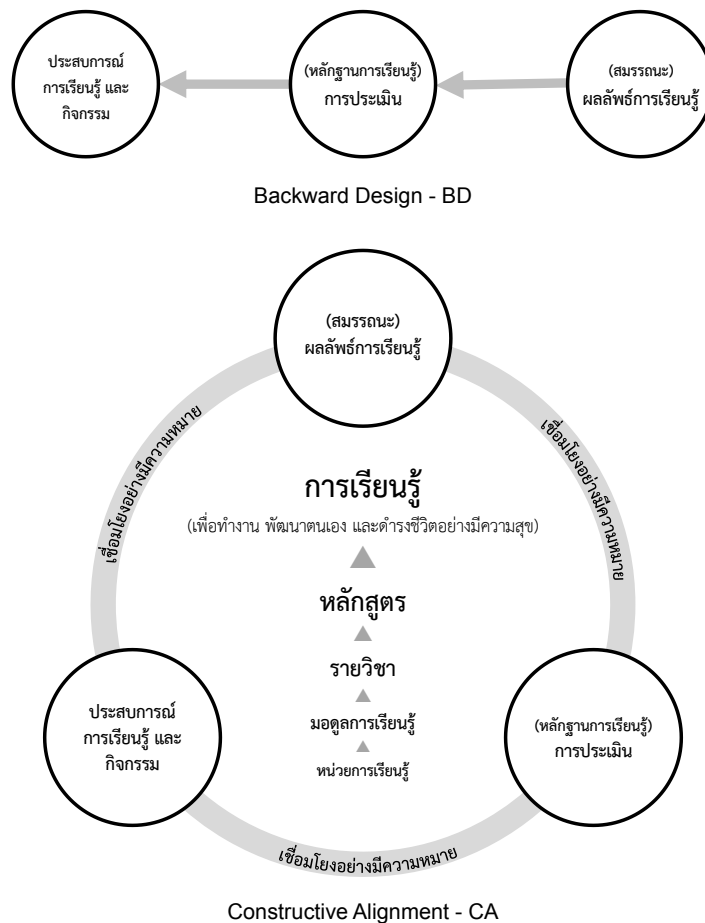 ประสบการณ์
การเรียนรู้ และ
กิจกรรม
(หลักฐานการเรียนรู้)
การประเมิน
(สมรรถนะ)
ผลลัพธ์การเรียนรู้
Backward Design - BD
(สมรรถนะ)
ผลลัพธ์การเรียนรู้
เชื่อมโยงอย่างมีความหมาย
เชื่อมโยงอย่างมีความหมาย
การเรียนรู้
(เพื่อทำงาน พัฒนาตนเอง และดำรงชีวิตอย่างมีความสุข)
หลักสูตร
รายวิชา
มอดูลการเรียนรู้
หน่วยการเรียนรู้
ประสบการณ์
การเรียนรู้ และ
กิจกรรม
(หลักฐานการเรียนรู้)
การประเมิน
เชื่อมโยงอย่างมีความหมาย
Constructive Alignment - CA